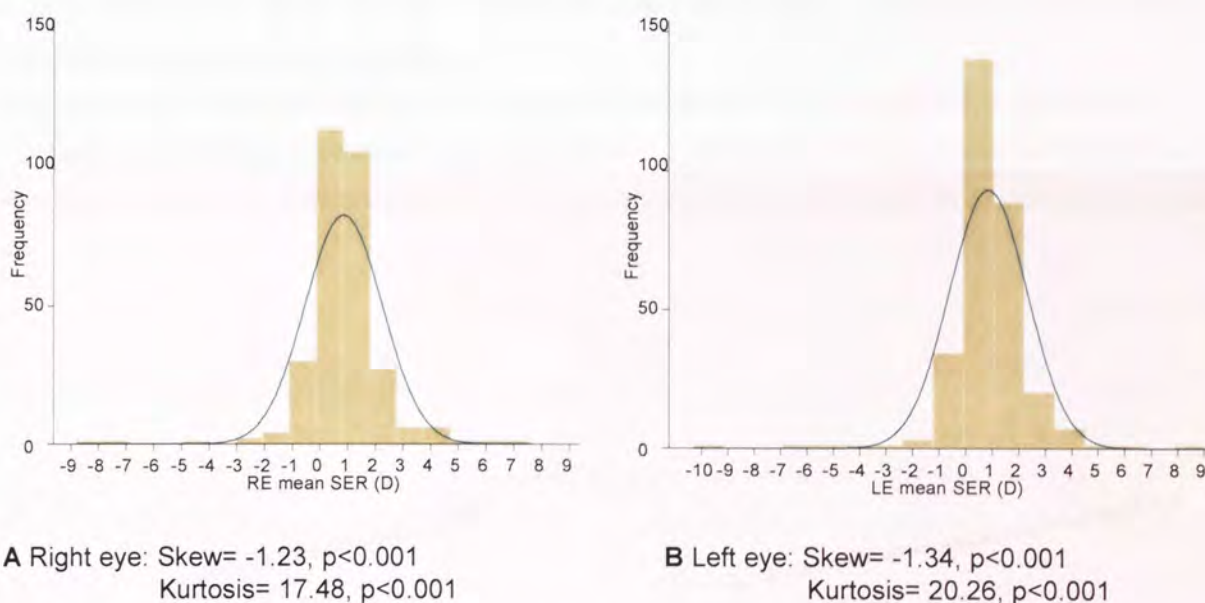 150
100
50
0
Frequency
-9 -8 -7 -6 -5 -4 -3 -2 -1 0 1 2 3 4 5 6 7 8 9
RE mean SER (D)
A Right eye: Skew= -1.23, p<0.001
Kurtosis= 17.48, p<0.001
150
100
50
0
Frequency
-10 -9 -8 -7 -6 -5 -4 -3 -2 -1 0 1 2 3 4 5 6 7 8 9
LE mean SER (D)
B Left eye: Skew= -1.34, p<0.001
Kurtosis= 20.26, p<0.001